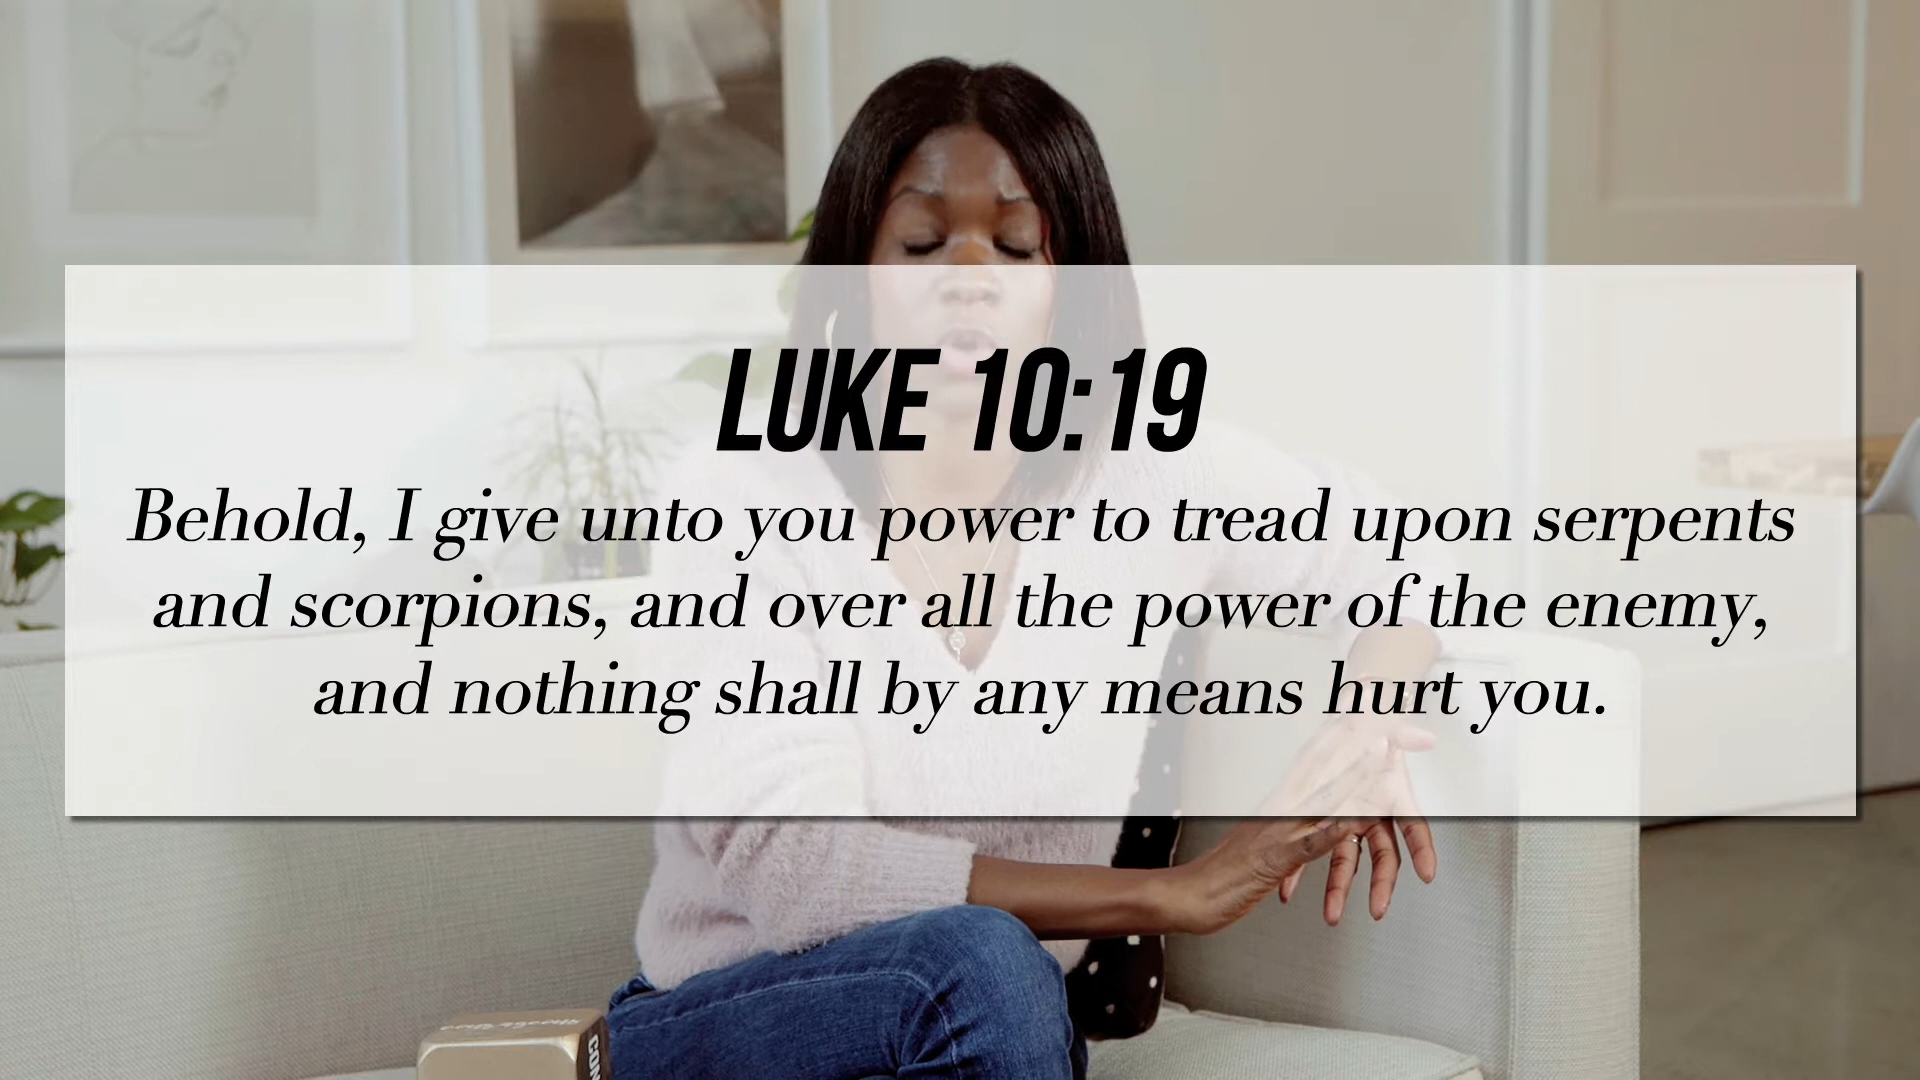 LUKE 10:19
Behold, I give unto you power to tread upon serpents
and scorpions, and over all the power of the enemy,
and nothing shall by any means hurt you.